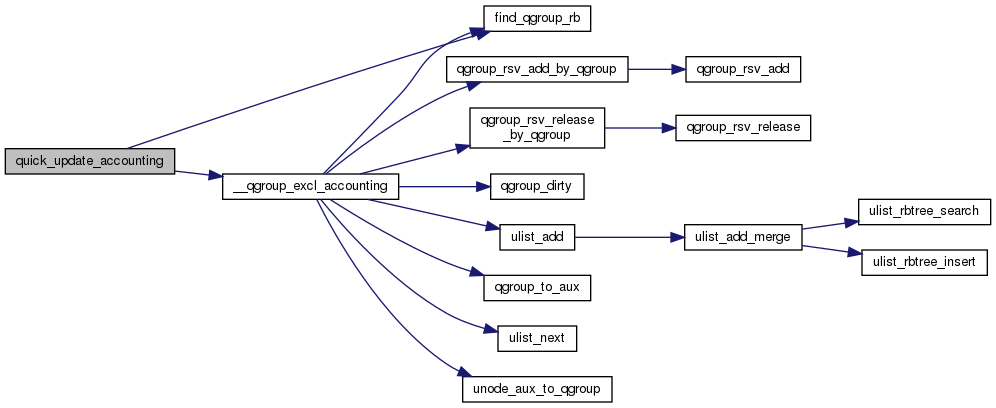 find_qgroup_rb
qgroup_rsv_add_by_qgroup
qgroup_rsv_add
qgroup_rsv_release
_by_qgroup
qgroup_rsv_release
quick_update_accounting
__qgroup_excl_accounting
qgroup_dirty
ulist_add
ulist_add_merge
ulist_rbtree_search
ulist_rbtree_insert
qgroup_to_aux
ulist_next
unode_aux_to_qgroup